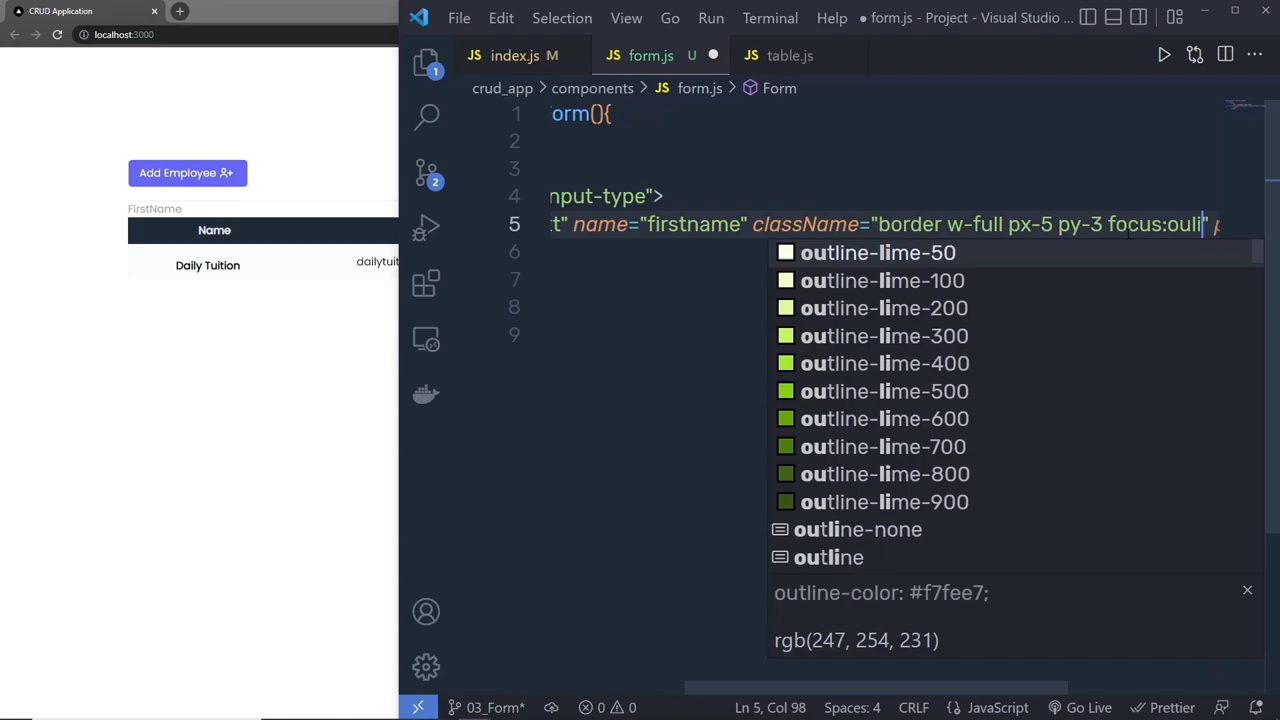 CRUD Application
localhost:3000
Add Employee
FirstName
Name
Daily Tuition
dailytuit
File Edit Selection View Go Run Terminal Help
form.js - Project - Visual Studio ...
index.js M
form.js U
table.js
crud_app > components > JS form.js > Form
1 orm(){
2
3
4 nput-type">
5 t" name="firstname" className="border w-full px-5 py-3 focus:ouli" p
6
7
8
9
outline-lime-50
outline-lime-100
outline-lime-200
outline-lime-300
outline-lime-400
outline-lime-500
outline-lime-600
outline-lime-700
outline-lime-800
outline-lime-900
outline-none
outline
outline-color: #f7fee7;
rgb(247, 254, 231)
1
2
03_Form* 0 0 Ln 5, Col 98 Spaces: 4 CRLF {} JavaScript Go Live Prettier